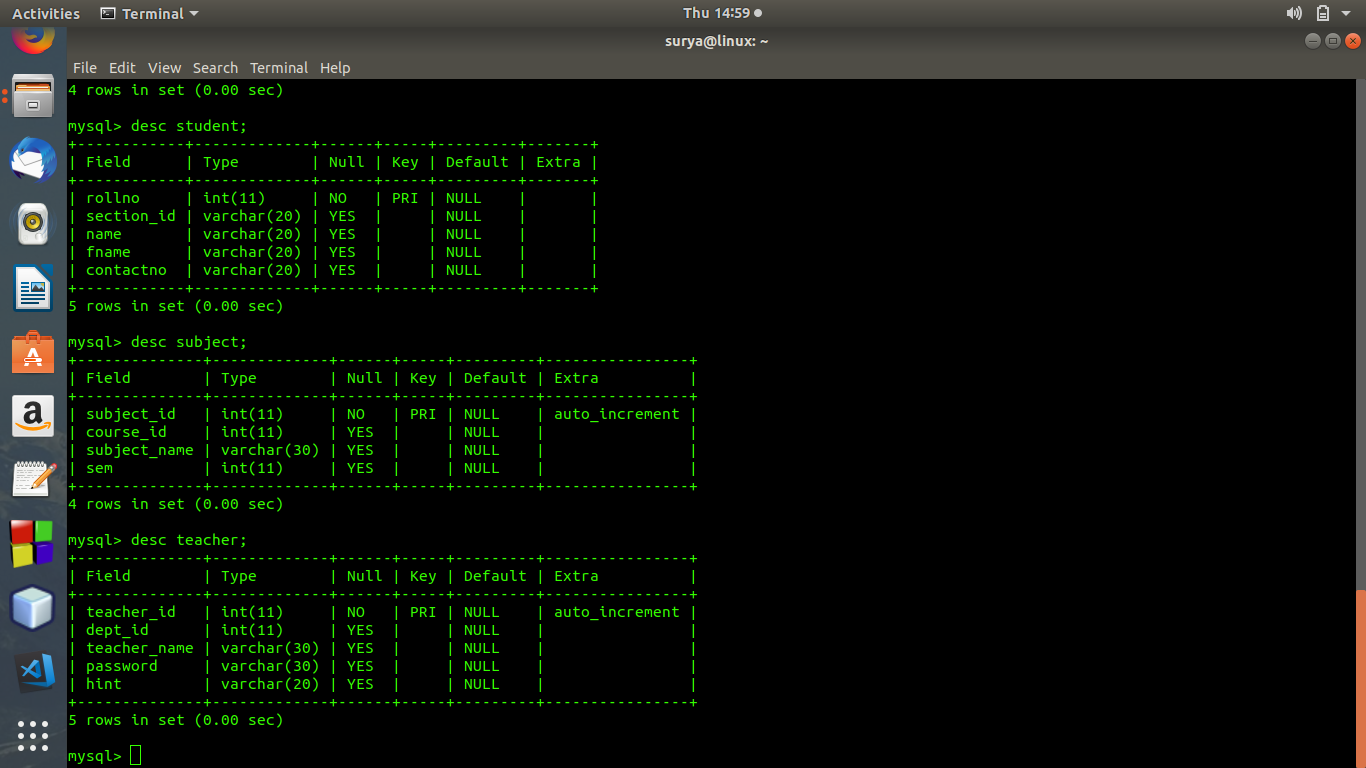 Activities Terminal Thu 14:59
surya@linux: ~
File Edit View Search Terminal Help
4 rows in set (0.00 sec)
mysql> desc student;
+------------+-------------+------+-----+---------+-------+
| Field      | Type        | Null | Key | Default | Extra |
+------------+-------------+------+-----+---------+-------+
| rollno     | int(11)     | NO   | PRI | NULL    |       |
| section_id | varchar(20) | YES  |     | NULL    |       |
| name       | varchar(20) | YES  |     | NULL    |       |
| fname      | varchar(20) | YES  |     | NULL    |       |
| contactno  | varchar(20) | YES  |     | NULL    |       |
+------------+-------------+------+-----+---------+-------+
5 rows in set (0.00 sec)
mysql> desc subject;
+--------------+-------------+------+-----+---------+----------------+
| Field        | Type        | Null | Key | Default | Extra          |
+--------------+-------------+------+-----+---------+----------------+
| subject_id   | int(11)     | NO   | PRI | NULL    | auto_increment |
| course_id    | int(11)     | YES  |     | NULL    |                |
| subject_name | varchar(30) | YES  |     | NULL    |                |
| sem          | int(11)     | YES  |     | NULL    |                |
+--------------+-------------+------+-----+---------+----------------+
4 rows in set (0.00 sec)
mysql> desc teacher;
+--------------+-------------+------+-----+---------+----------------+
| Field        | Type        | Null | Key | Default | Extra          |
+--------------+-------------+------+-----+---------+----------------+
| teacher_id   | int(11)     | NO   | PRI | NULL    | auto_increment |
| dept_id      | int(11)     | YES  |     | NULL    |                |
| teacher_name | varchar(30) | YES  |     | NULL    |                |
| password     | varchar(30) | YES  |     | NULL    |                |
| hint         | varchar(20) | YES  |     | NULL    |                |
+--------------+-------------+------+-----+---------+----------------+
5 rows in set (0.00 sec)
mysql>